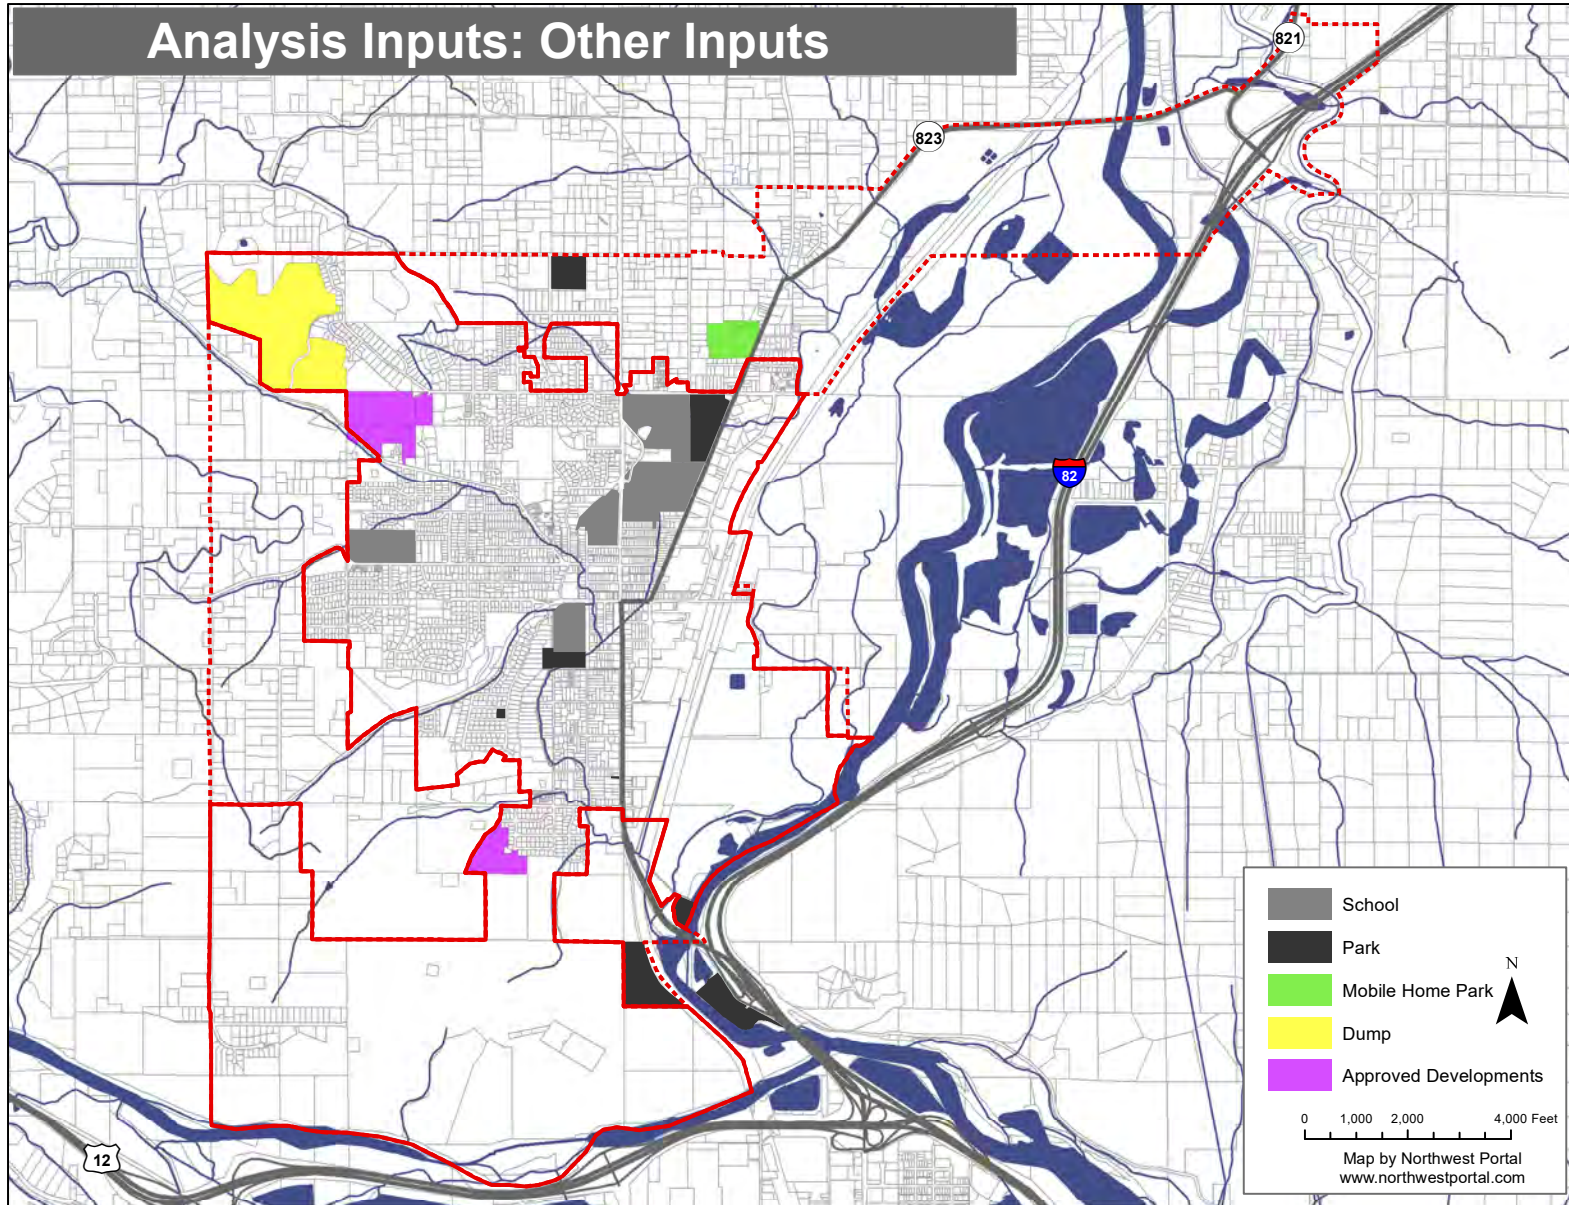 Analysis Inputs: Other Inputs
821
823
82
12
School
Park
Mobile Home Park
Dump
Approved Developments
N
0 1,000 2,000 4,000 Feet
Map by Northwest Portal
www.northwestportal.com